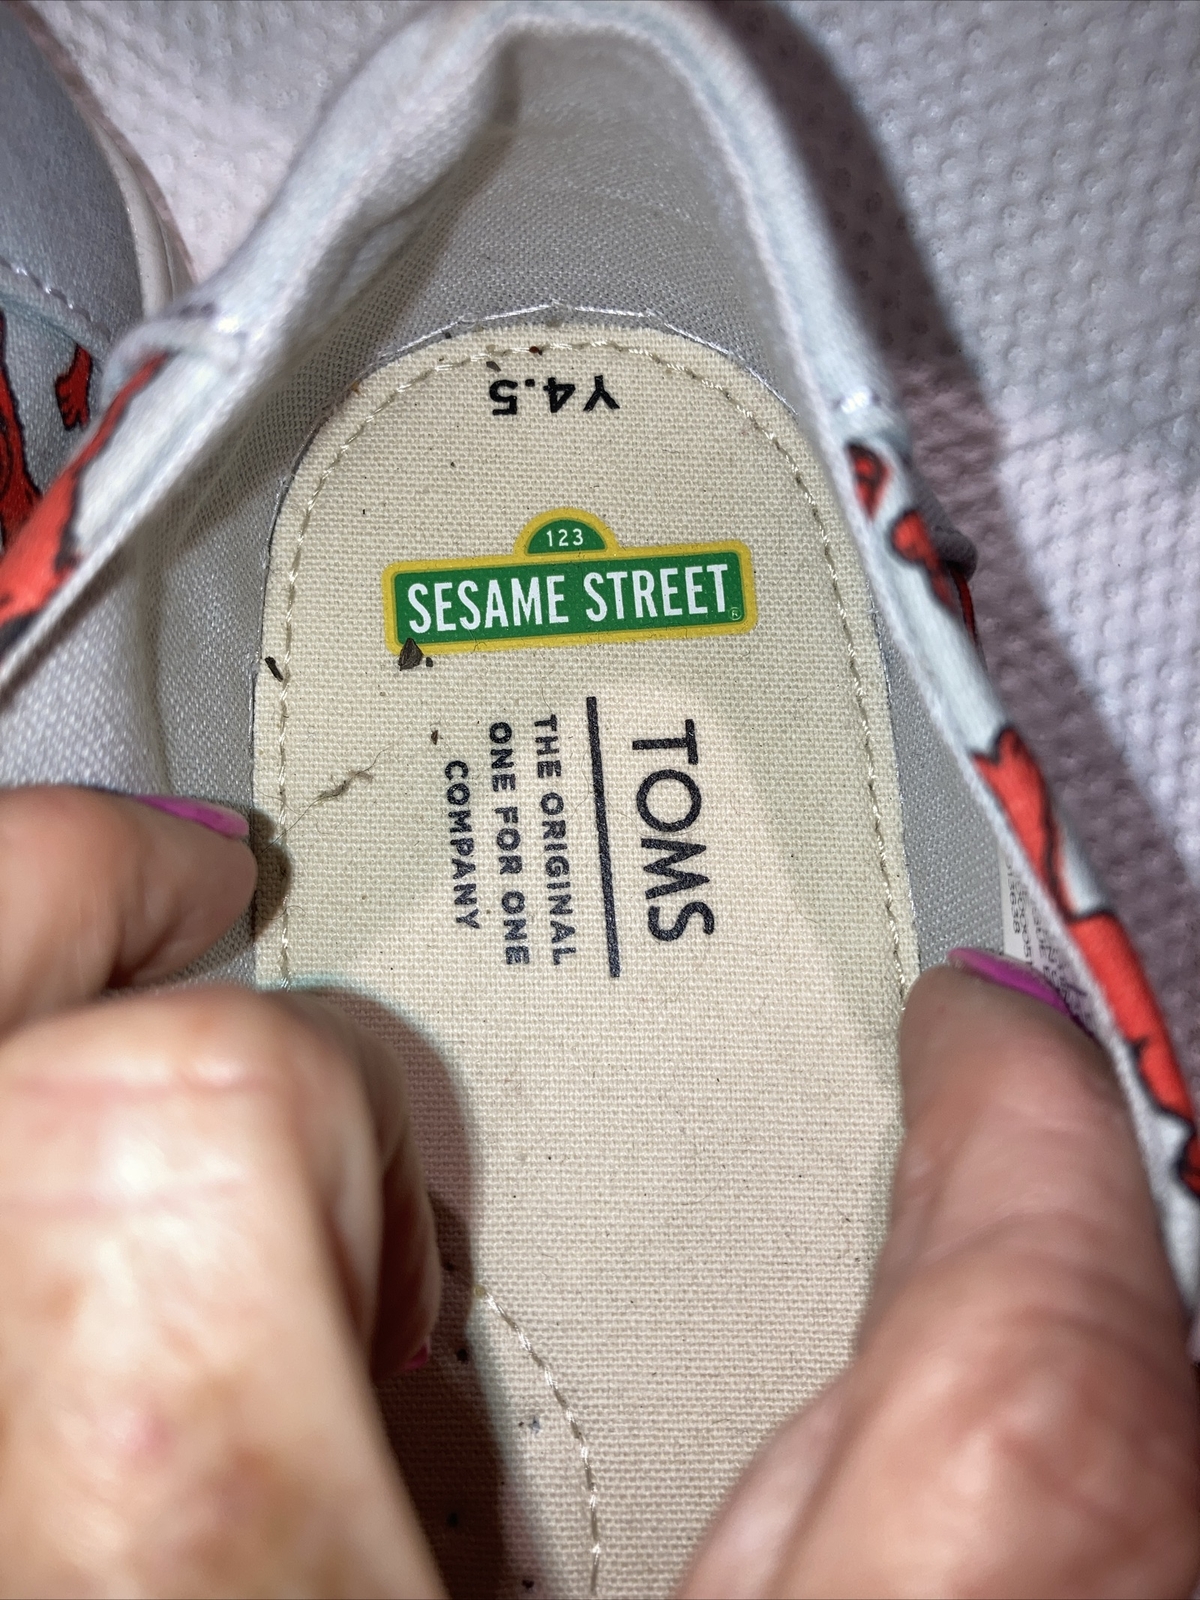 Y4.5
123
SESAME STREET
®
TOMS
THE ORIGINAL
ONE FOR ONE
COMPANY